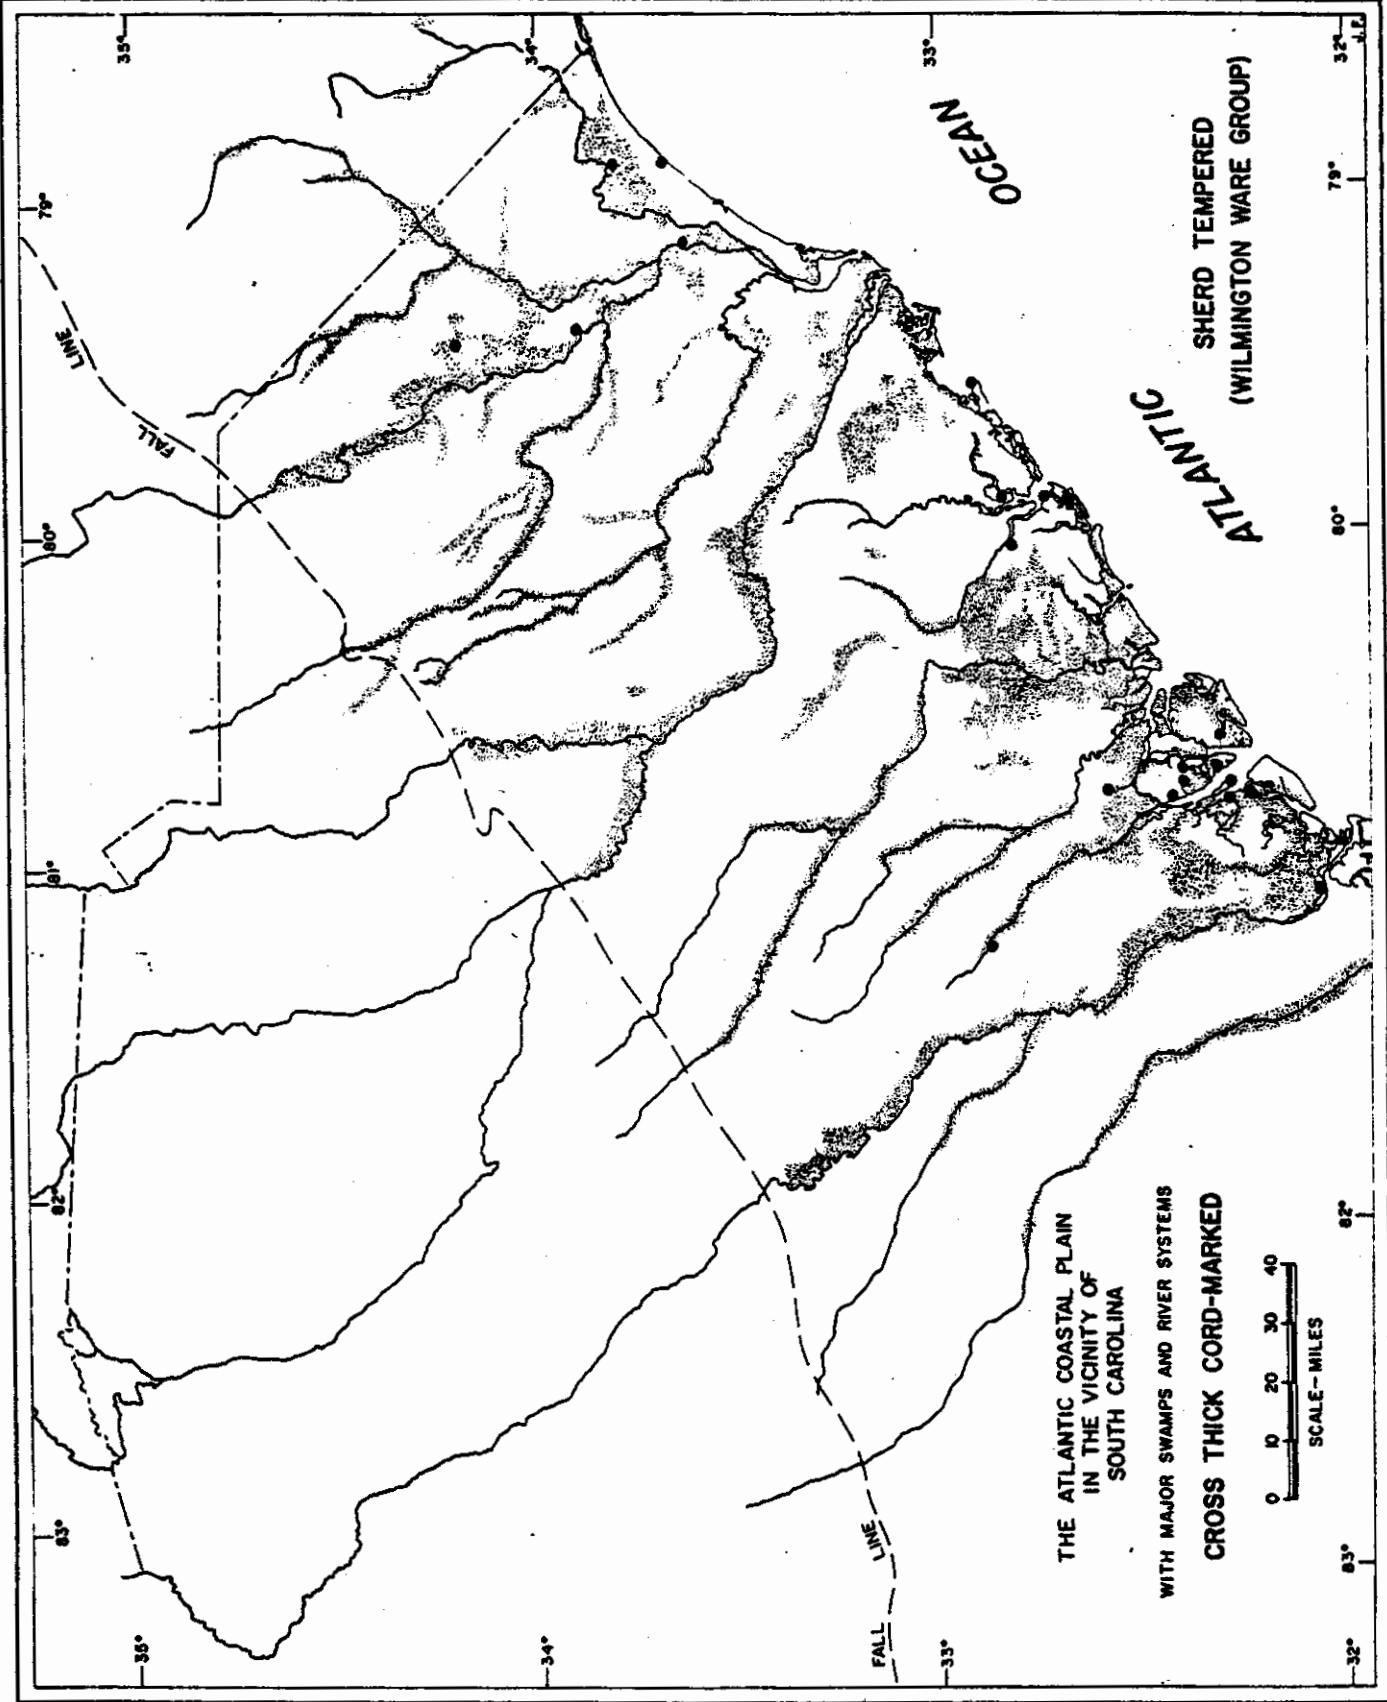 THE ATLANTIC COASTAL PLAIN
IN THE VICINITY OF
SOUTH CAROLINA
WITH MAJOR SWAMPS AND RIVER SYSTEMS
CROSS THICK CORD-MARKED
0 10 20 30 40
SCALE-MILES
SHERD TEMPERED
(WILMINGTON WARE GROUP)
ATLANTIC
OCEAN
FALL
LINE
FALL
LINE
83°
82°
81°
80°
79°
35°
34°
33°
32°
35°
34°
33°
32°
83°
82°
80°
79°
J.F.